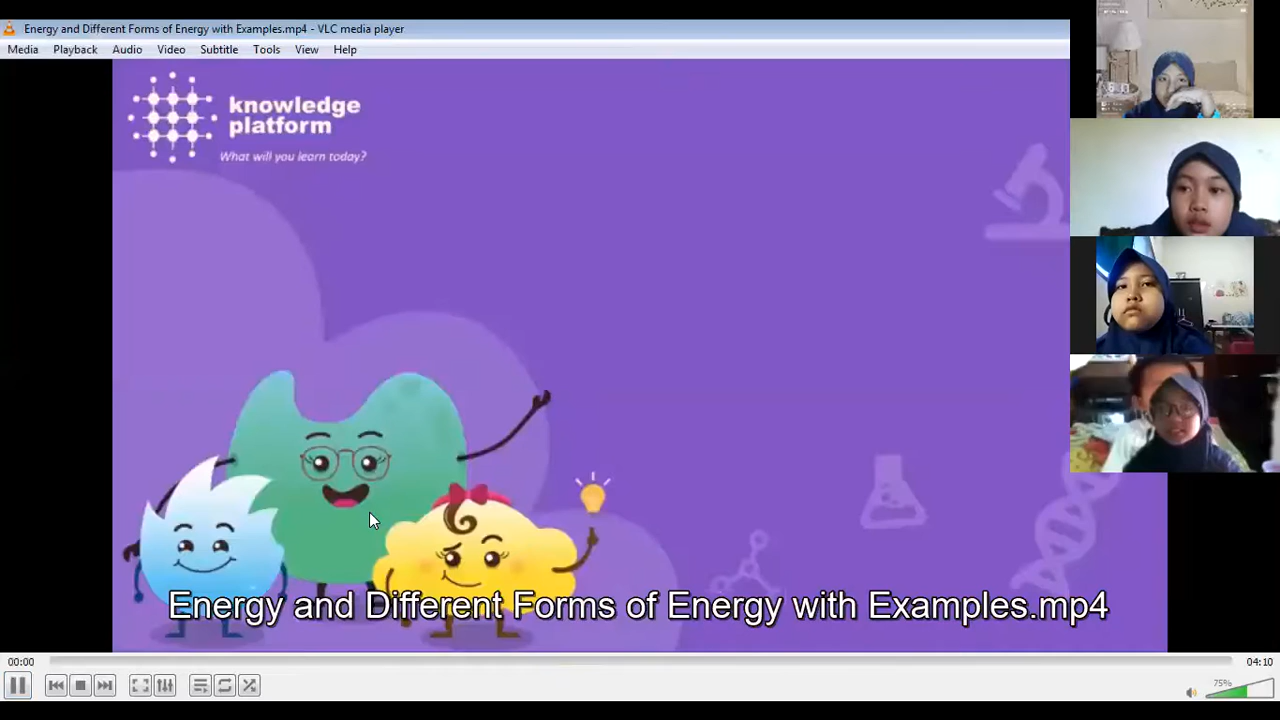 Energy and Different Forms of Energy with Examples.mp4 - VLC media player
Media Playback Audio Video Subtitle Tools View Help
knowledge
platform
What will you learn today?
Energy and Different Forms of Energy with Examples.mp4
00:00 04:10
75%